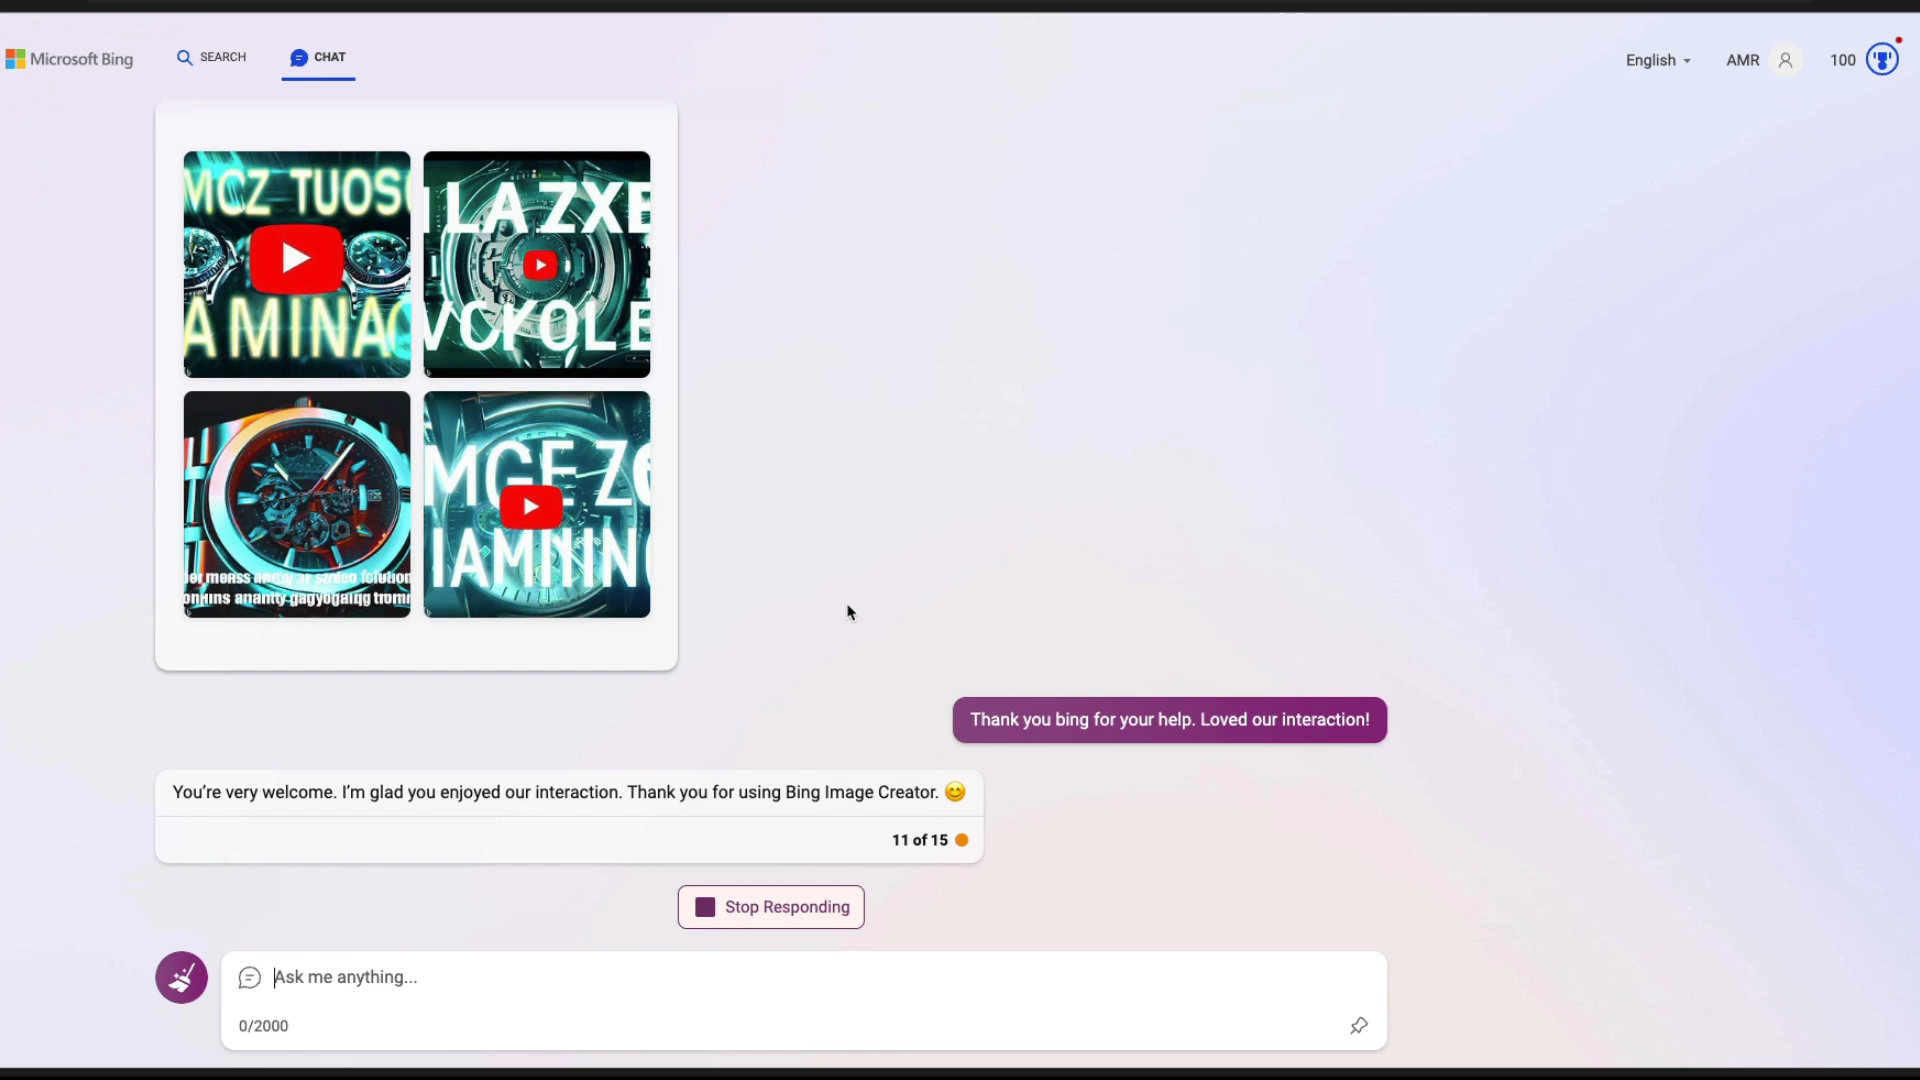 Microsoft Bing
SEARCH
CHAT
English
AMR
100
MCZ TUOS
AMINA
LAZXE
VCYOLE
MGE Z
IAMINN
Thank you bing for your help. Loved our interaction!
You're very welcome. I'm glad you enjoyed our interaction. Thank you for using Bing Image Creator. 😊
11 of 15
Stop Responding
Ask me anything...
0/2000